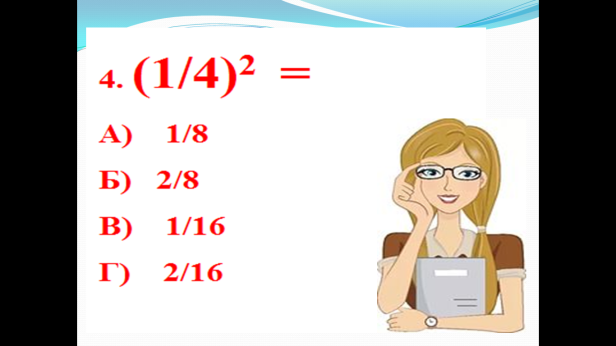 4. (1/4)² =
А) 1/8
Б) 2/8
В) 1/16
Г) 2/16